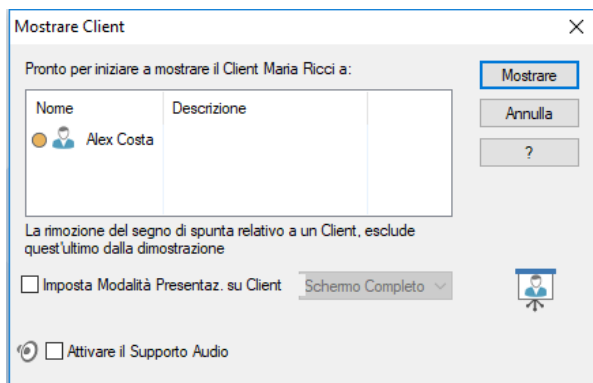 Mostrare Client
Pronto per iniziare a mostrare il Client Maria Ricci a:
Mostrare
Nome Descrizione
Annulla
Alex Costa
?
La rimozione del segno di spunta relativo a un Client, esclude
quest'ultimo dalla dimostrazione
Imposta Modalità Presentaz. su Client Schermo Completo
Attivare il Supporto Audio